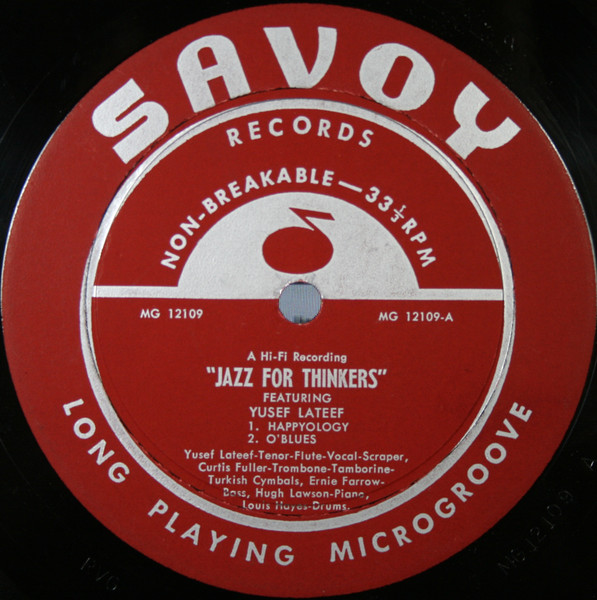 SAVOY
RECORDS
NON-BREAKABLE—33⅓RPM
MG 12109
MG 12109-A
A Hi-Fi Recording
"JAZZ FOR THINKERS"
FEATURING
YUSEF LATEEF
1. HAPPYOLOGY
2. O'BLUES
Yusef Lateef-Tenor-Flute-Vocal-Scraper,
Curtis Fuller-Trombone-Tamborine-
Turkish Cymbals, Ernie Farrow-
Bass, Hugh Lawson-Piano,
Louis Hayes-Drums.
LONG PLAYING MICROGROOVE